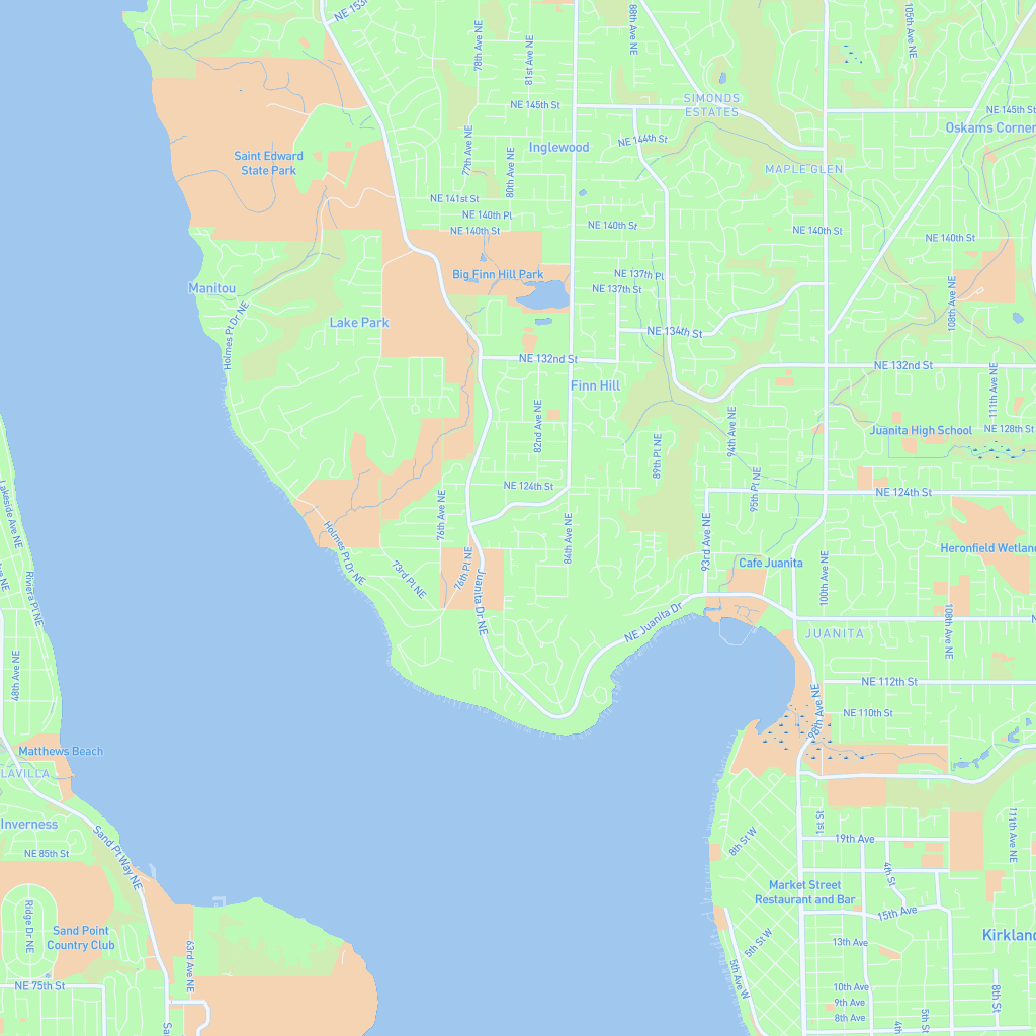 NE 153r
78th Ave NE
81st Ave NE
88th Ave NE
105th Ave NE
SIMONDS
ESTATES
NE 145th St
NE 145th St
Oskams Corner
Inglewood
NE 144th St
77th Ave NE
80th Ave NE
Saint Edward
State Park
MAPLE GLEN
NE 141st St
NE 140th Pl
NE 140th St
NE 140th St
NE 140th St
NE 140th St
Big Finn Hill Park
NE 137th Pl
NE 137th St
Manitou
108th Ave NE
Lake Park
Holmes Pt Dr NE
NE 134th St
NE 132nd St
NE 132nd St
Finn Hill
111th Ave NE
82nd Ave NE
94th Ave NE
Juanita High School
NE 128th St
89th Pl NE
95th Pl NE
NE 124th St
NE 124th St
Lakeside Ave NE
76th Ave NE
Holmes Pt Dr NE
84th Ave NE
93rd Ave NE
Heronfield Wetland
Cafe Juanita
73rd Pl NE
76th Pl NE
100th Ave NE
Ave NE
Riviera Pl NE
Juanita Dr NE
NE Juanita Dr
108th Ave NE
JUANITA
48th Ave NE
NE 112th St
98th Ave NE
NE 110th St
Matthews Beach
LAVILLA
Inverness
Sand Pt Way NE
NE 85th St
1st St
111th Ave NE
8th St W
19th Ave
4th St
Market Street
Restaurant and Bar
15th Ave
Ridge Dr NE
Sand Point
Country Club
63rd Ave NE
5th St W
13th Ave
Kirkland
5th Ave W
NE 75th St
10th Ave
9th Ave
8th Ave
8th St
5th St
4th
Sa